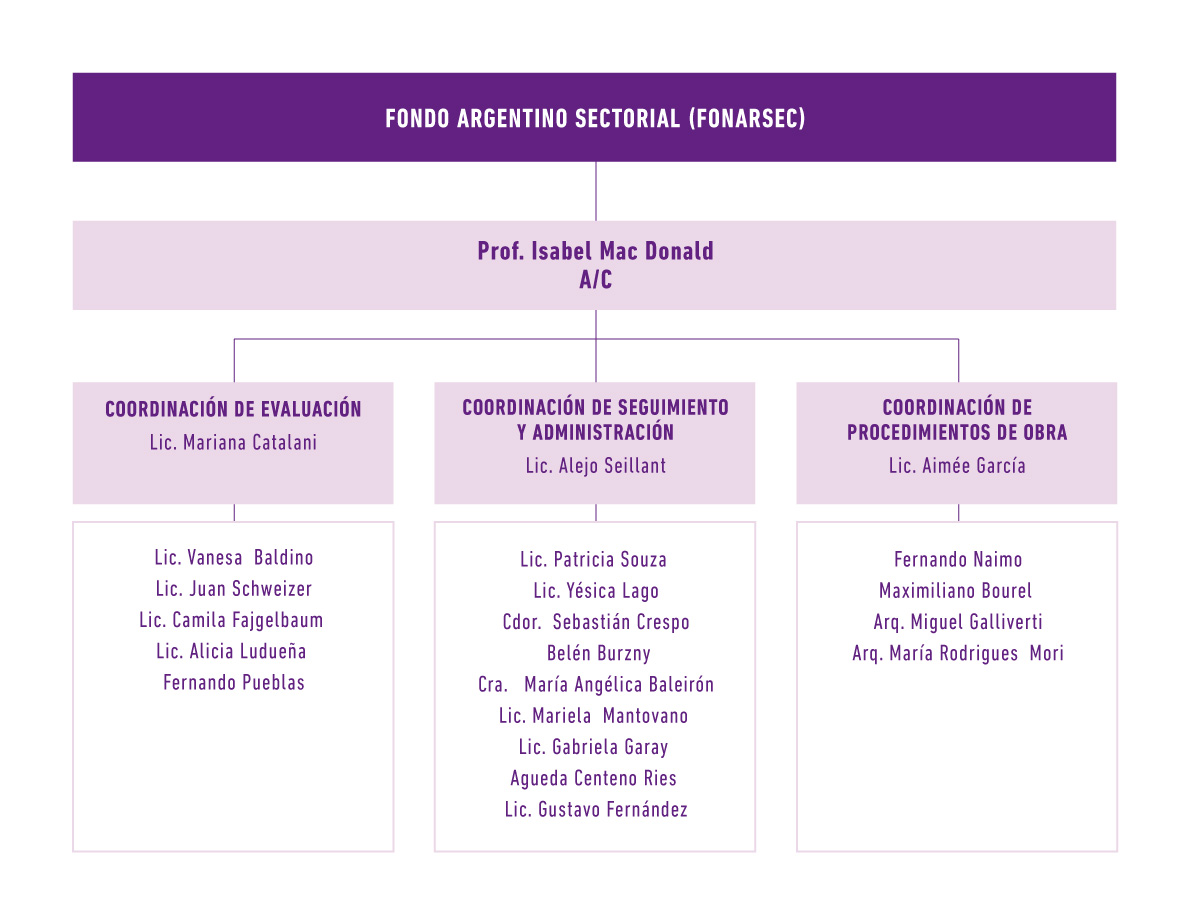 FONDO ARGENTINO SECTORIAL (FONARSEC)
Prof. Isabel Mac Donald
A/C
COORDINACIÓN DE EVALUACIÓN
Lic. Mariana Catalani
COORDINACIÓN DE SEGUIMIENTO
Y ADMINISTRACIÓN
Lic. Alejo Seillant
COORDINACIÓN DE
PROCEDIMIENTOS DE OBRA
Lic. Aimée García
Lic. Vanesa  Baldino
Lic. Juan Schweizer
Lic. Camila Fajgelbaum
Lic. Alicia Ludueña
Fernando Pueblas
Lic. Patricia Souza
Lic. Yésica Lago
Cdor.  Sebastián Crespo
Belén Burzny
Cra.   María Angélica Baleirón
Lic. Mariela  Mantovano
Lic. Gabriela Garay
Agueda Centeno Ries
Lic. Gustavo Fernández
Fernando Naimo
Maximiliano Bourel
Arq. Miguel Galliverti
Arq. María Rodrigues  Mori